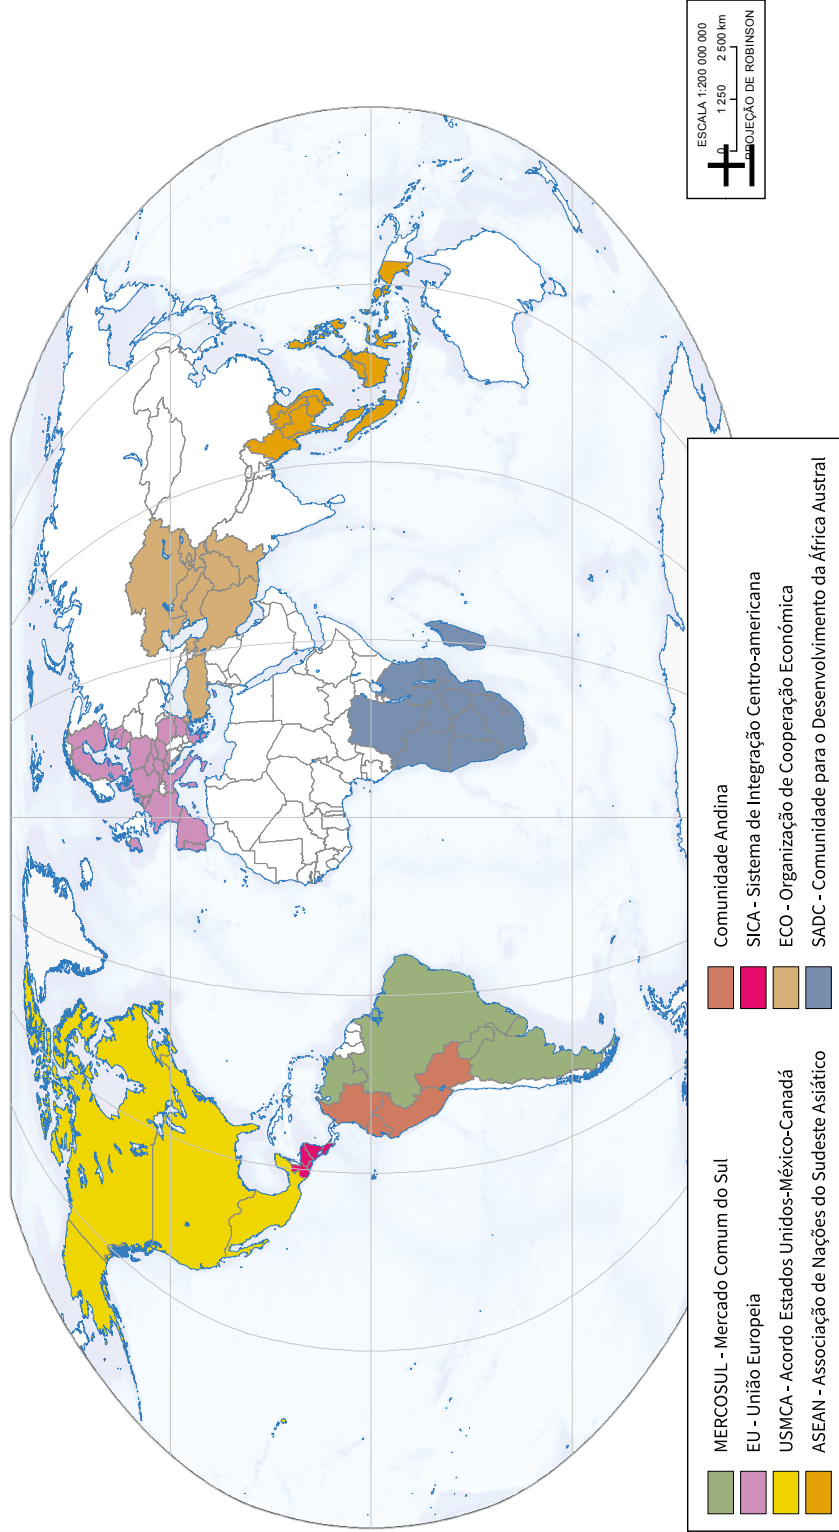 ESCALA 1:200 000 000
0 1 250 2 500 km
PROJEÇÃO DE ROBINSON
MERCOSUL - Mercado Comum do Sul
EU - União Europeia
USMCA - Acordo Estados Unidos-México-Canadá
ASEAN - Associação de Nações do Sudeste Asiático
Comunidade Andina
SICA - Sistema de Integração Centro-americana
ECO - Organização de Cooperação Económica
SADC - Comunidade para o Desenvolvimento da África Austral